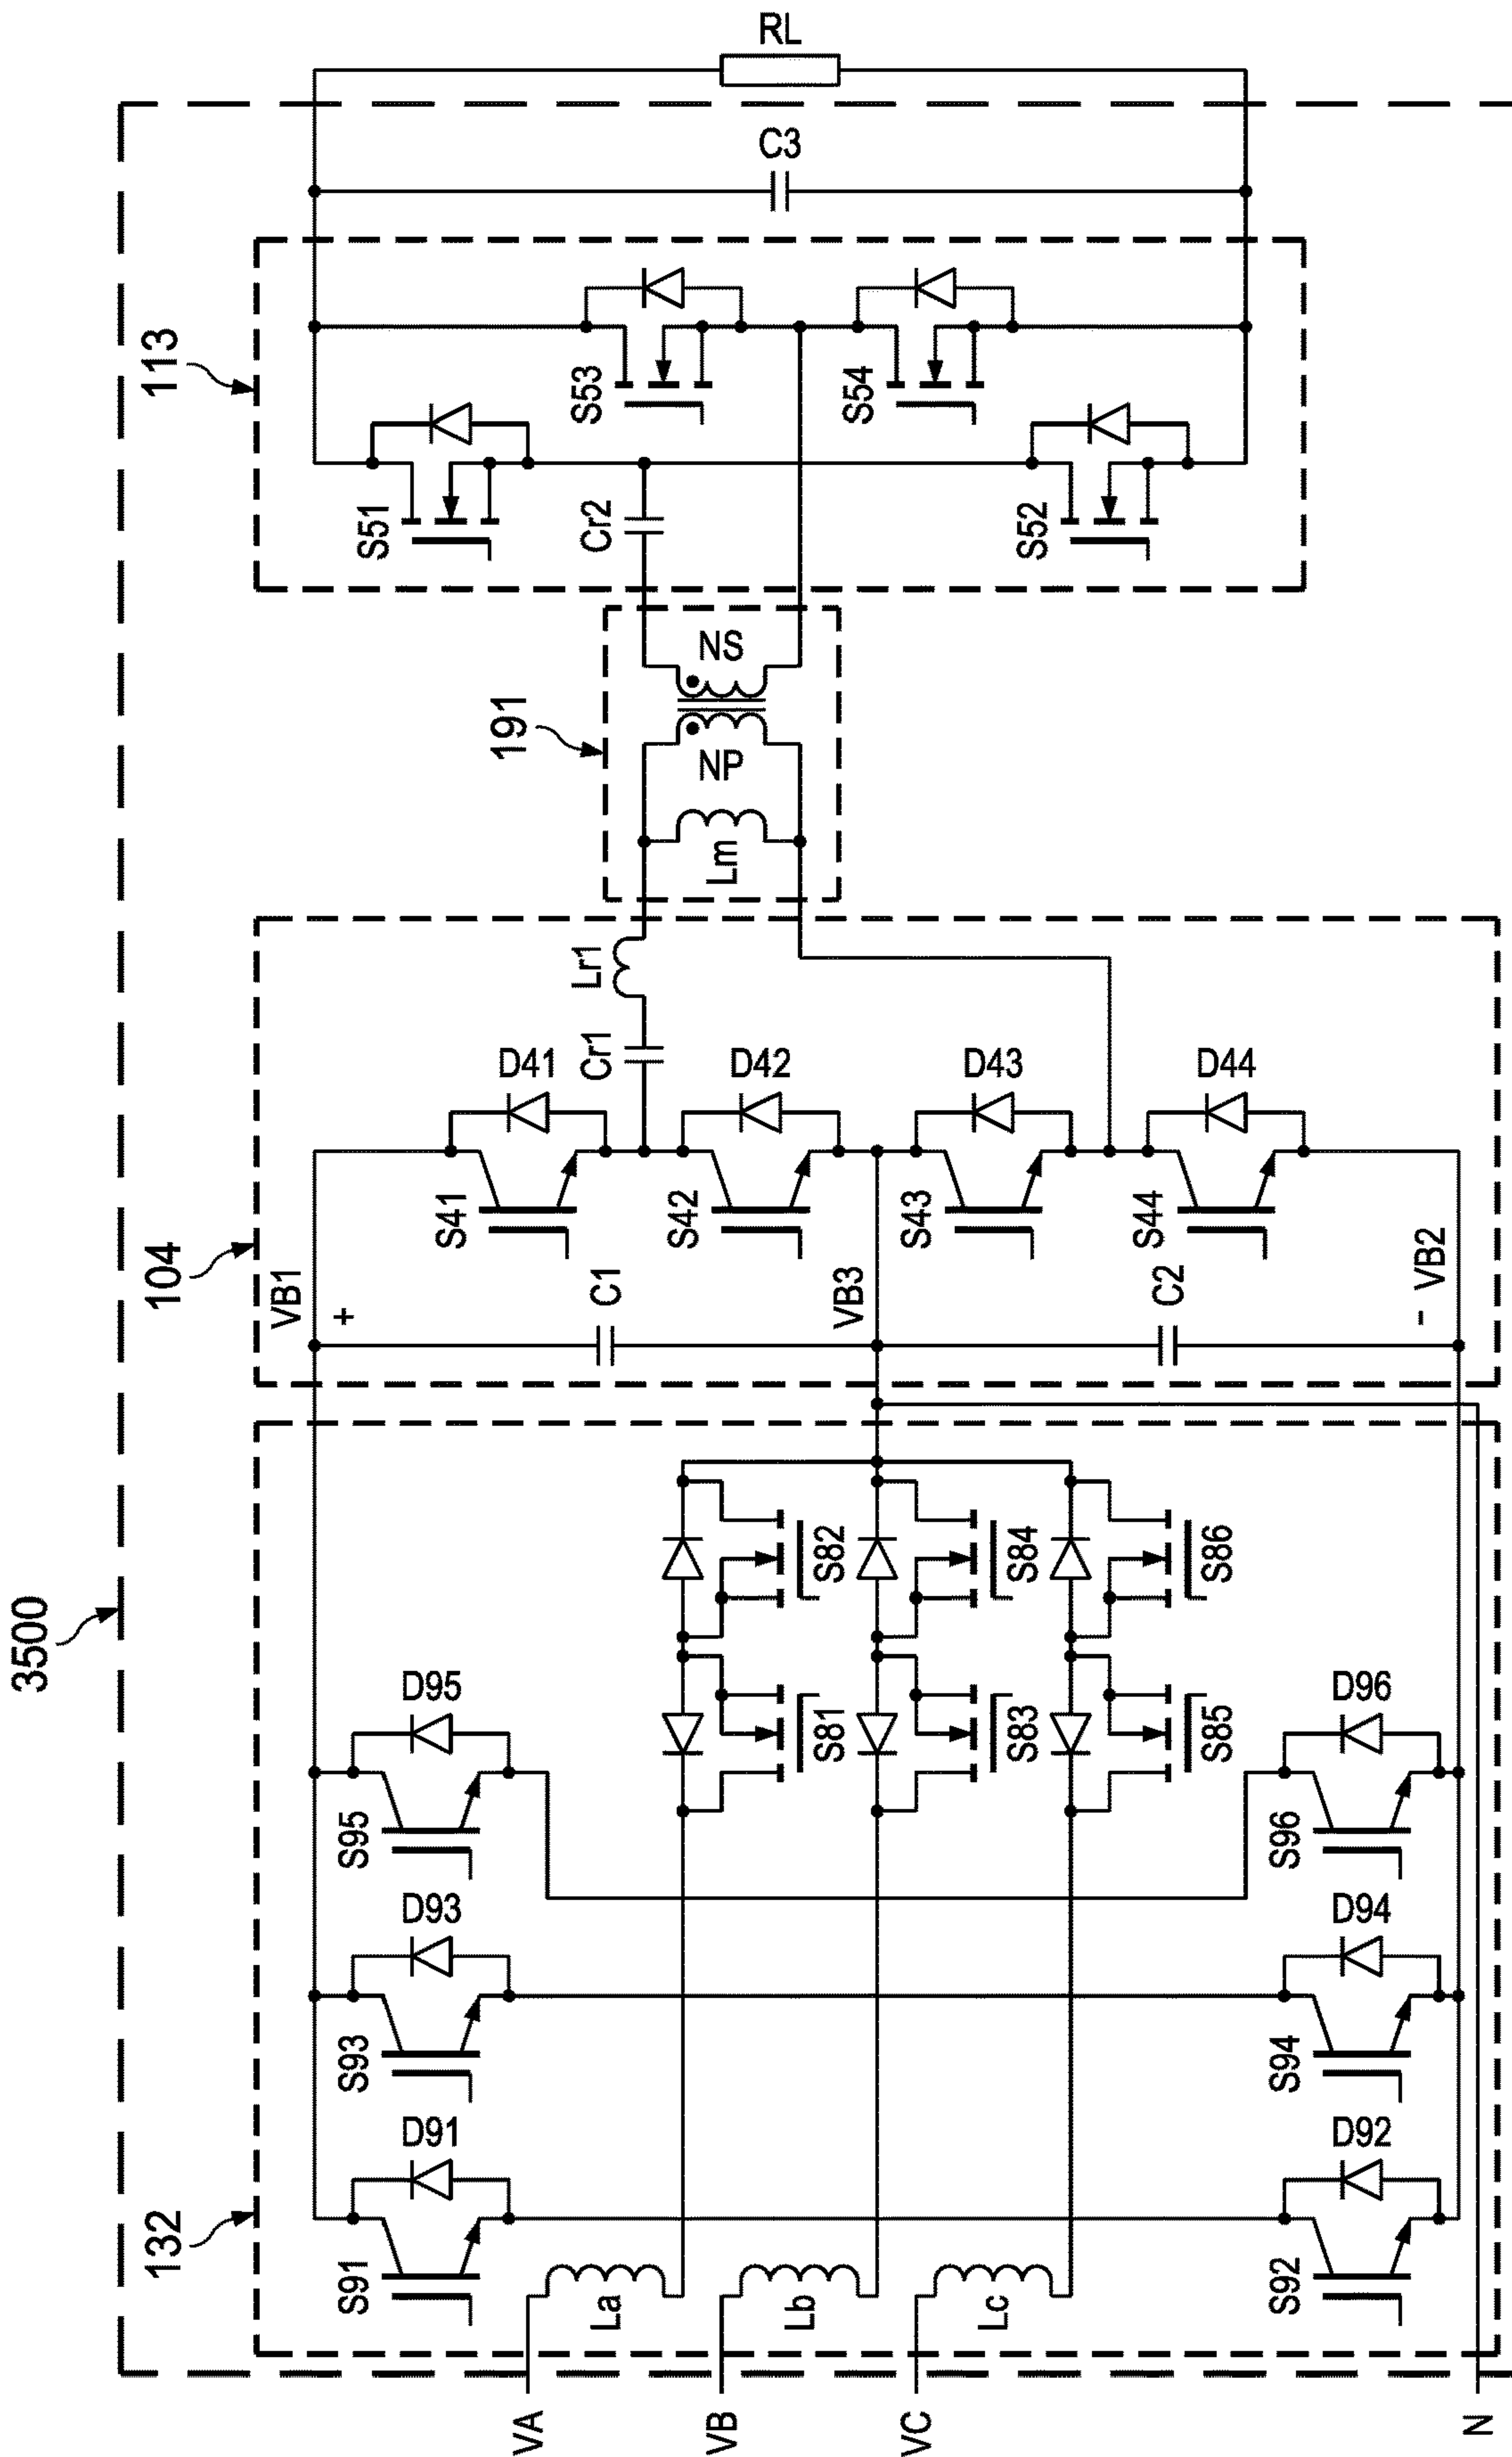 3500
132
104
191
113
VA
VB
VC
N
La
Lb
Lc
S91
D91
S93
D93
S95
D95
S92
D92
S94
D94
S96
D96
S81
S82
S83
S84
S85
S86
VB1
+
C1
VB3
C2
-
VB2
S41
D41
S42
D42
S43
D43
S44
D44
Cr1
Lr1
Lm
NP
NS
Cr2
S51
S52
S53
S54
C3
RL